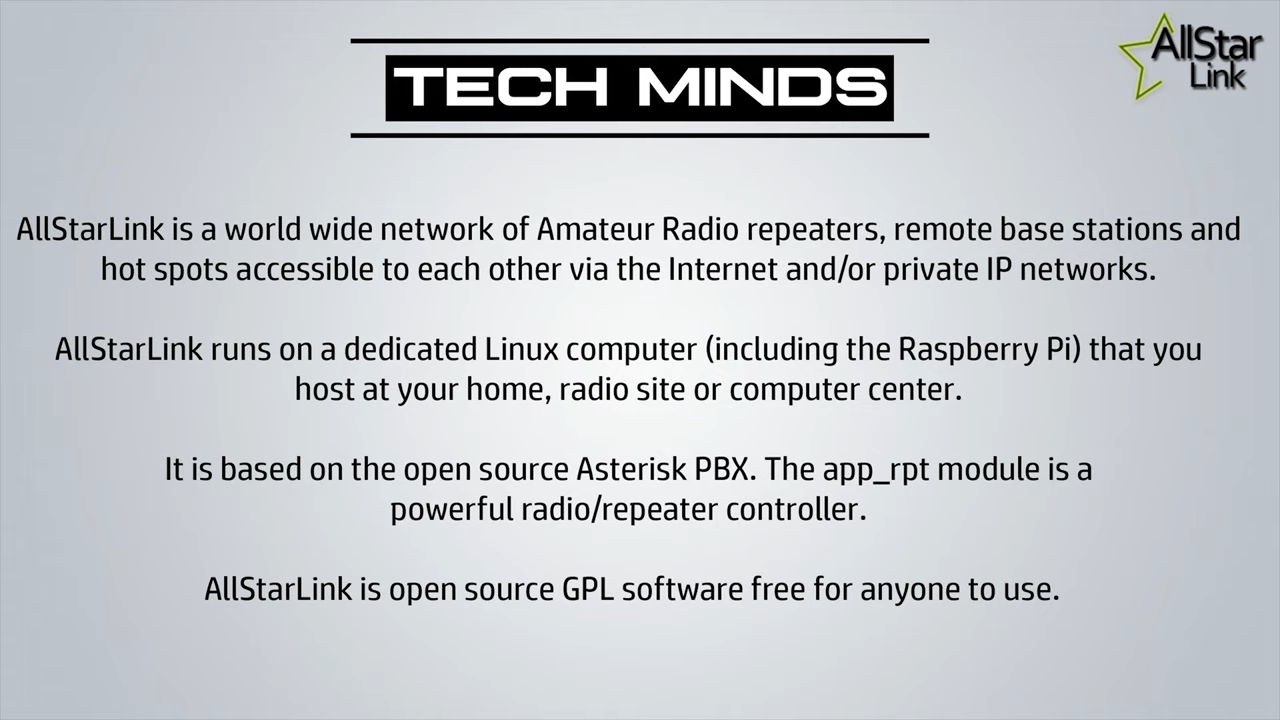 TECH MINDS
AllStar
Link
AllStarLink is a world wide network of Amateur Radio repeaters, remote base stations and
hot spots accessible to each other via the Internet and/or private IP networks.
AllStarLink runs on a dedicated Linux computer (including the Raspberry Pi) that you
host at your home, radio site or computer center.
It is based on the open source Asterisk PBX. The app_rpt module is a
powerful radio/repeater controller.
AllStarLink is open source GPL software free for anyone to use.